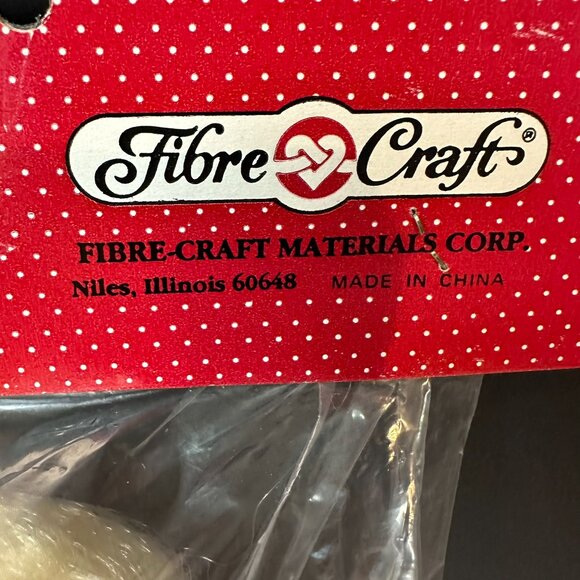 Fibre Craft®
FIBRE-CRAFT MATERIALS CORP.
Niles, Illinois 60648 MADE IN CHINA